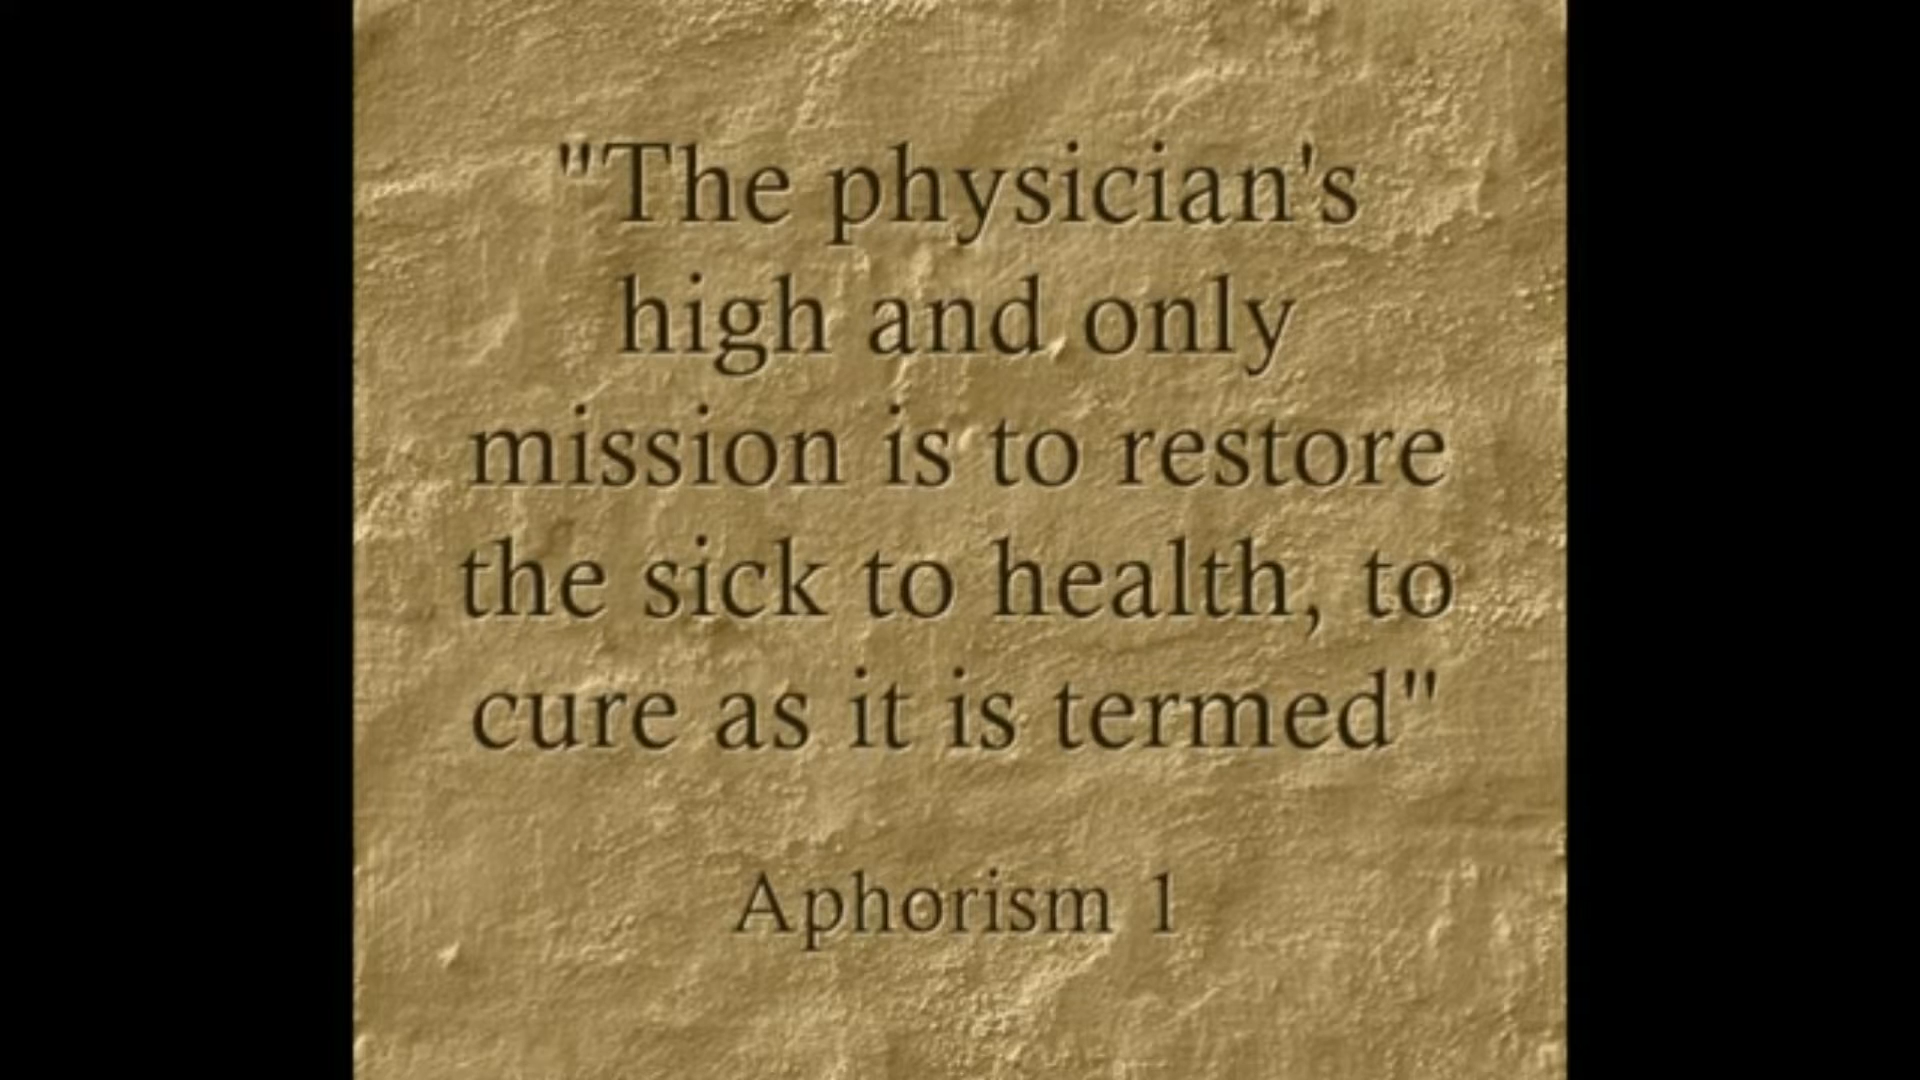 "The physician's
high and only
mission is to restore
the sick to health, to
cure as it is termed"
Aphorism 1